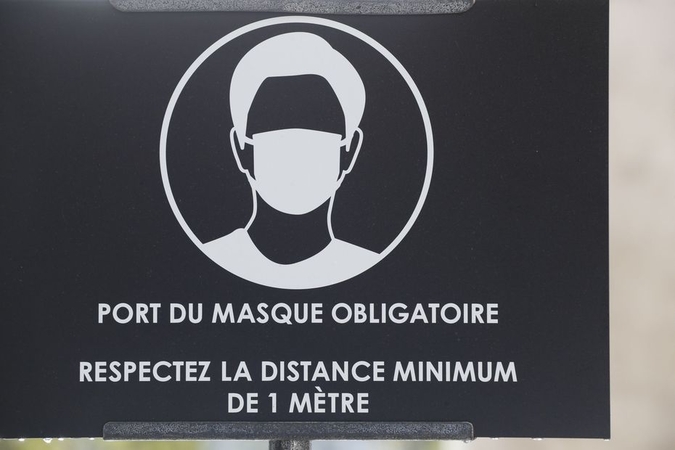 PORT DU MASQUE OBLIGATOIRE
RESPECTEZ LA DISTANCE MINIMUM
DE 1 MÈTRE